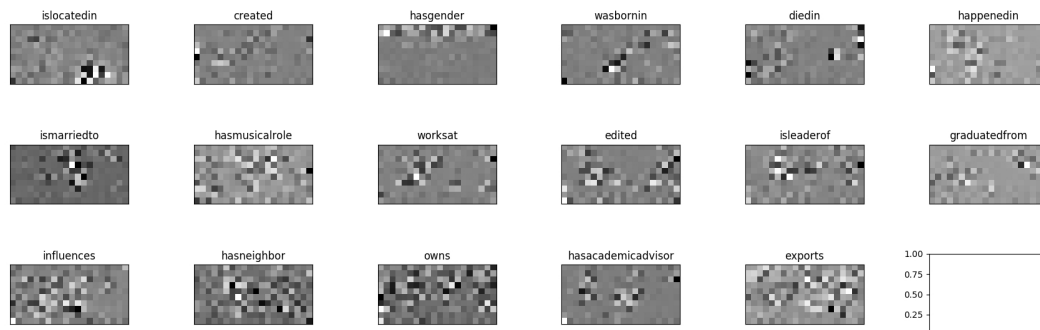 islocatedin created hasgender wasbornin diedin happenedin
ismarriedto hasmusicalrole worksat edited isleaderof graduatedfrom
influences hasneighbor owns hasacademicadvisor exports
1.00
0.75
0.50
0.25